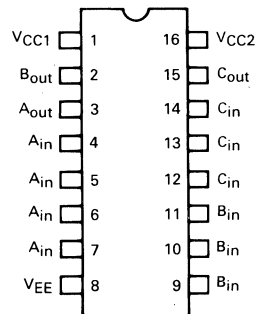 VCC1 1 16 VCC2
Bout 2 15 Cout
Aout 3 14 Cin
Ain 4 13 Cin
Ain 5 12 Cin
Ain 6 11 Bin
Ain 7 10 Bin
VEE 8 9 Bin